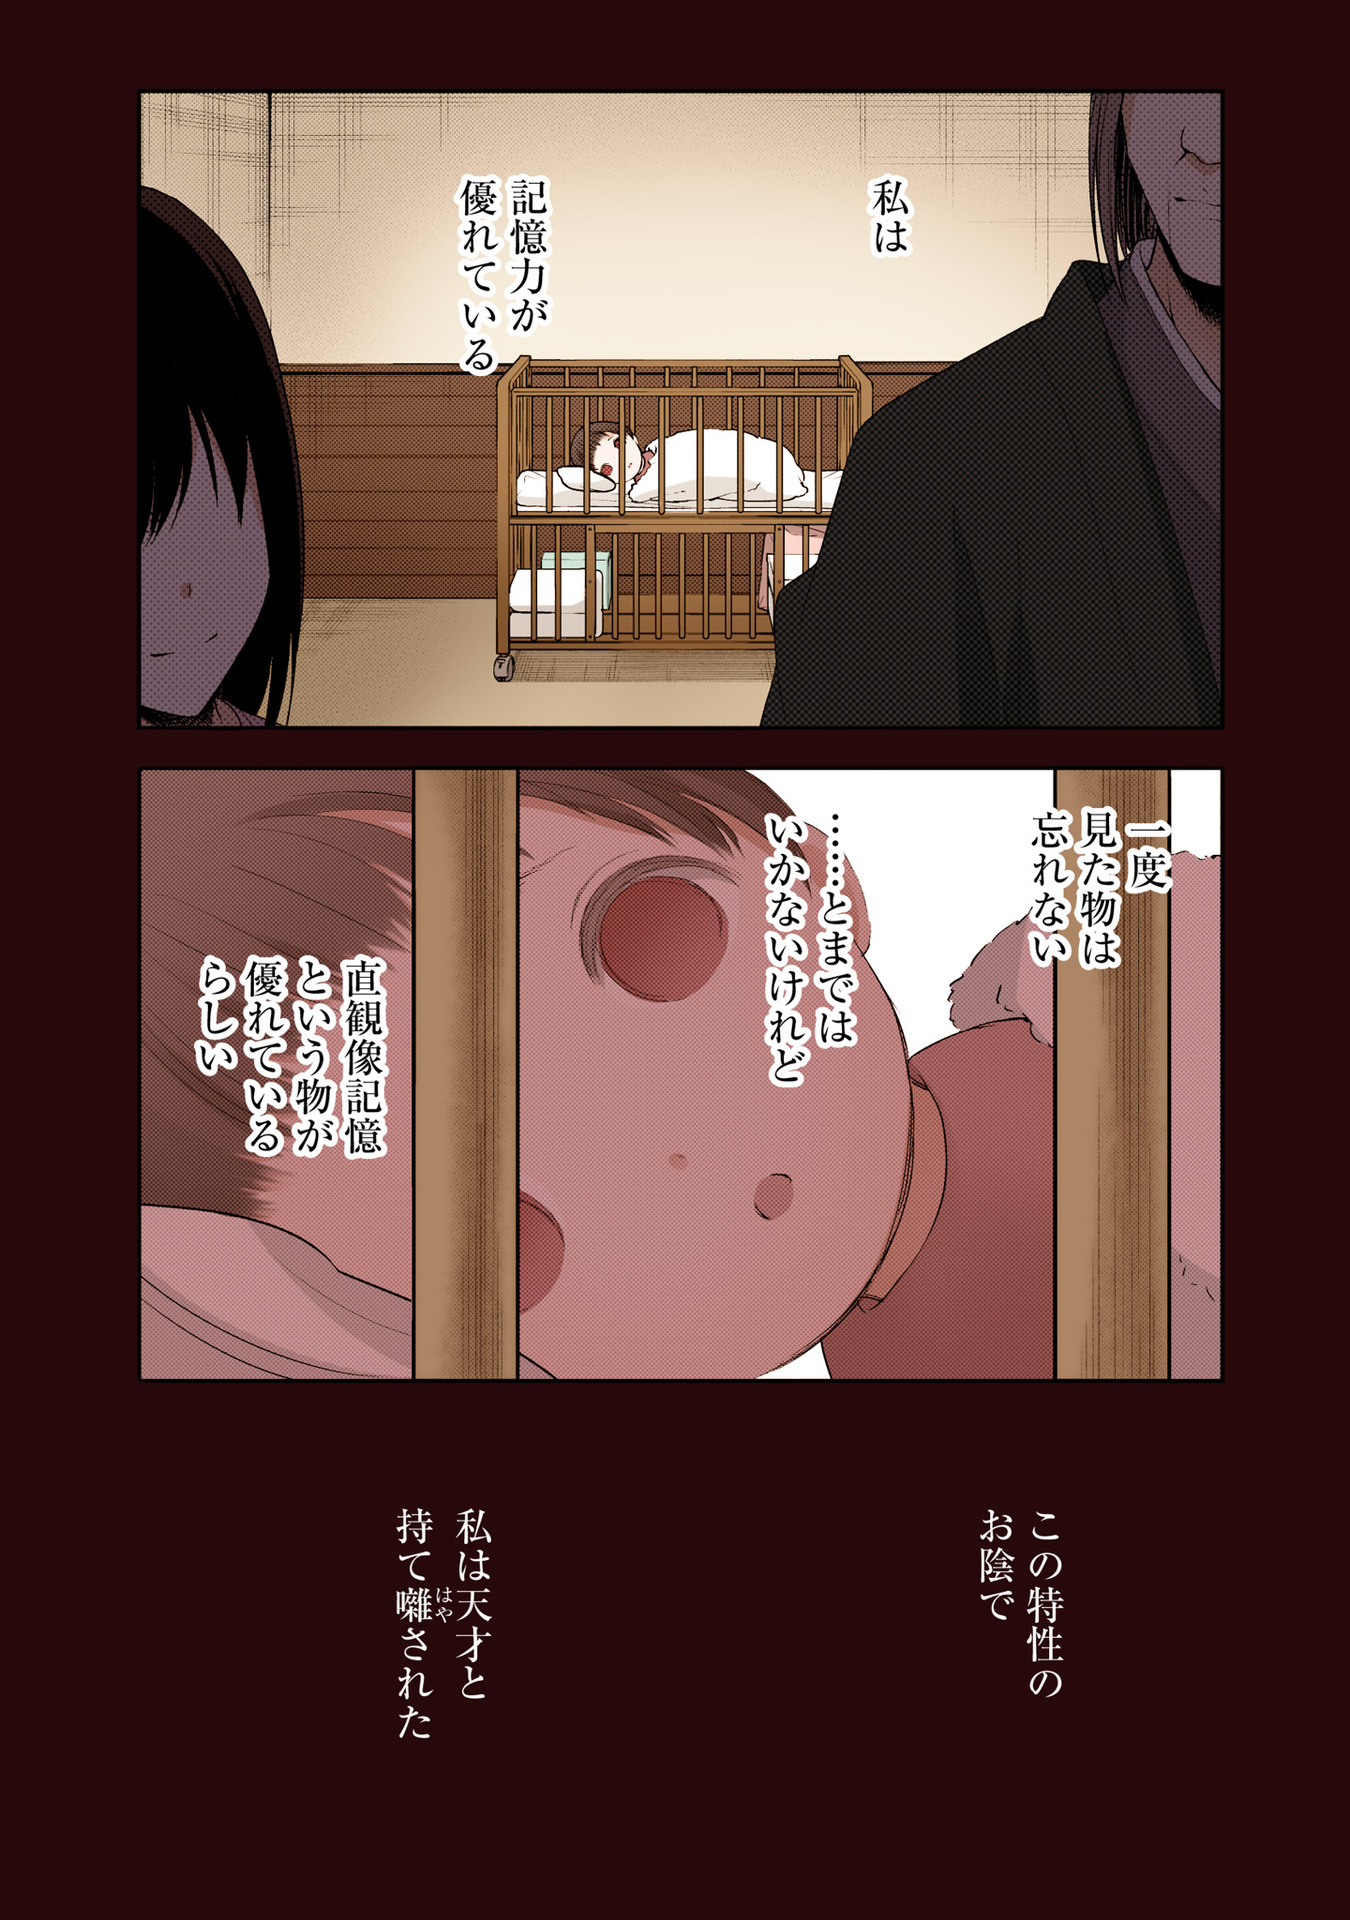 私は
記憶力が
優れている
一度
見た物は
忘れない
……とまでは
いかないけれど
直観像記憶
という物が
優れている
らしい
この特性の
お陰で
私は天才と
持て囃された
はや